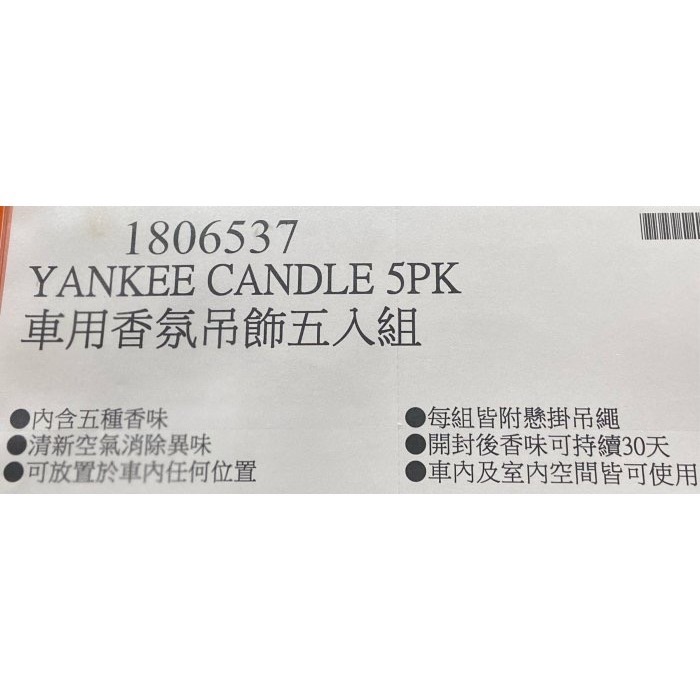 1806537
YANKEE CANDLE 5PK
車用香氛吊飾五入組
●內含五種香味
●清新空氣消除異味
●可放置於車內任何位置
●每組皆附懸掛吊繩
●開封後香味可持續30天
●車內及室內空間皆可使用